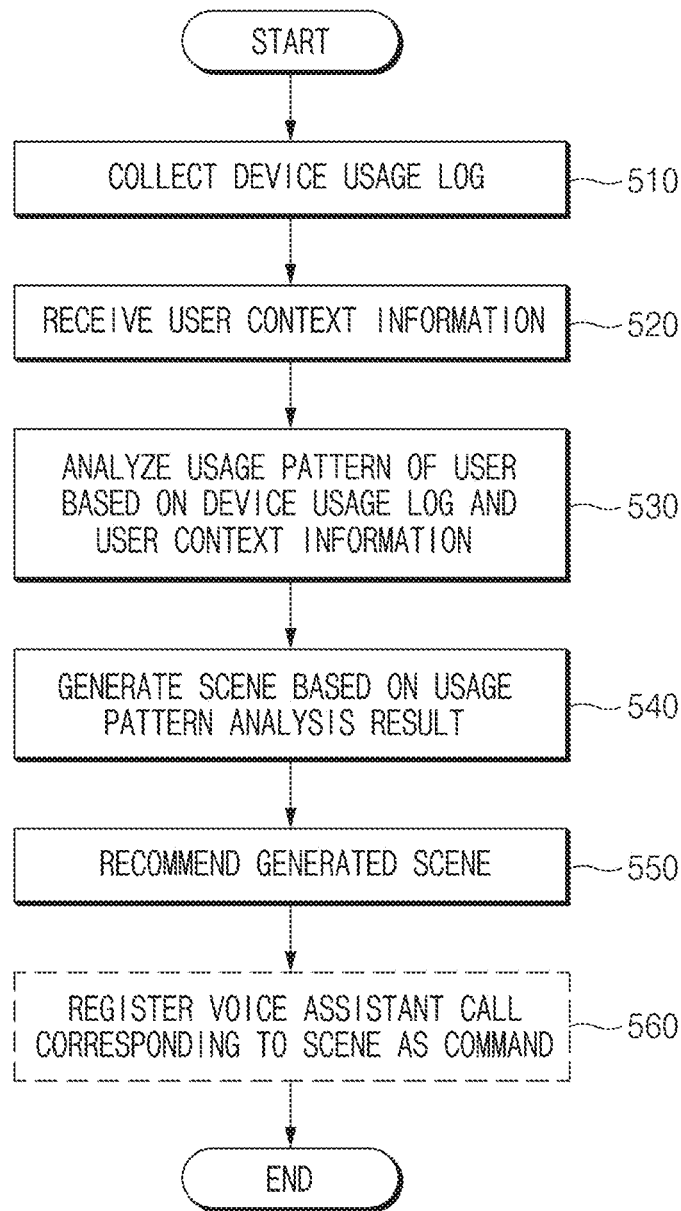 START
COLLECT DEVICE USAGE LOG
510
RECEIVE USER CONTEXT INFORMATION
520
ANALYZE USAGE PATTERN OF USER
BASED ON DEVICE USAGE LOG AND
USER CONTEXT INFORMATION
530
GENERATE SCENE BASED ON USAGE
PATTERN ANALYSIS RESULT
540
RECOMMEND GENERATED SCENE
550
REGISTER VOICE ASSISTANT CALL
CORRESPONDING TO SCENE AS COMMAND
560
END